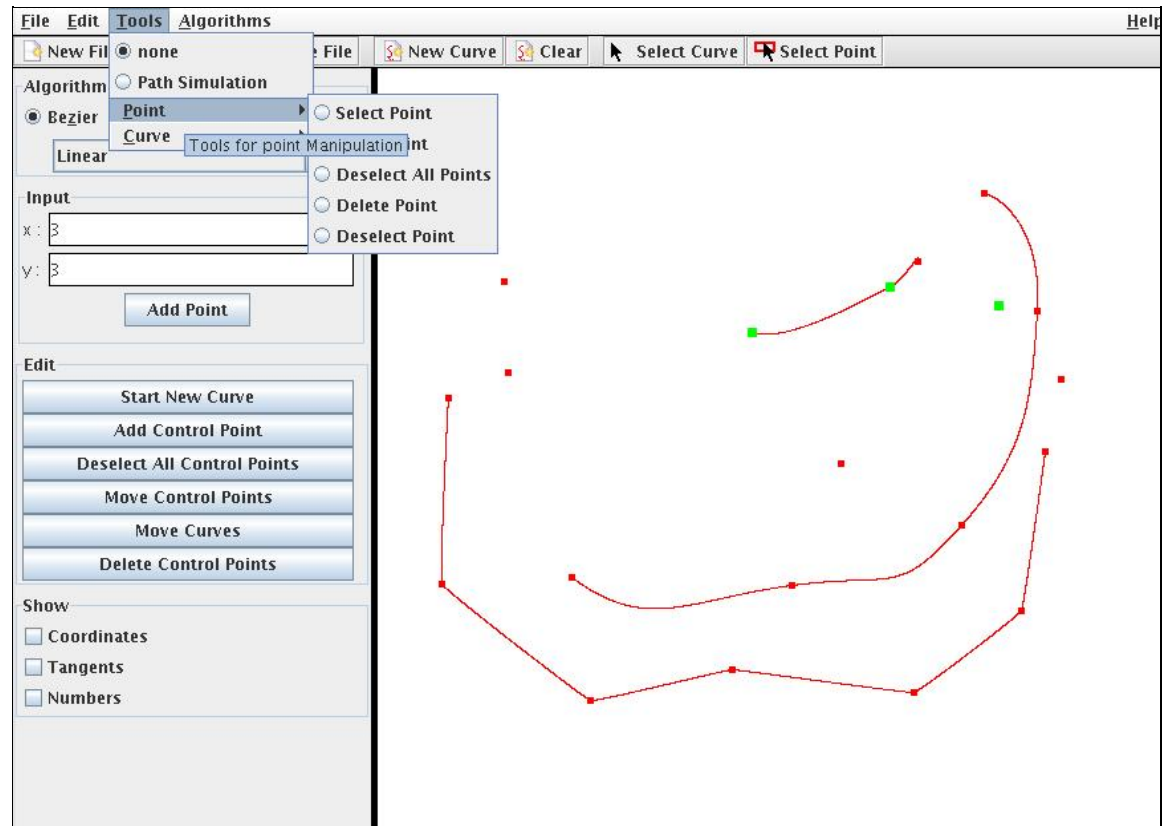 File Edit Tools Algorithms Help
New Fil e File New Curve Clear Select Curve Select Point
none
Path Simulation
Algorithm
Point
Select Point
Bezier
Curve
Tools for point Manipulation int
Linear
Deselect All Points
Input
Delete Point
x : 3
Deselect Point
y : 3
Add Point
Edit
Start New Curve
Add Control Point
Deselect All Control Points
Move Control Points
Move Curves
Delete Control Points
Show
Coordinates
Tangents
Numbers